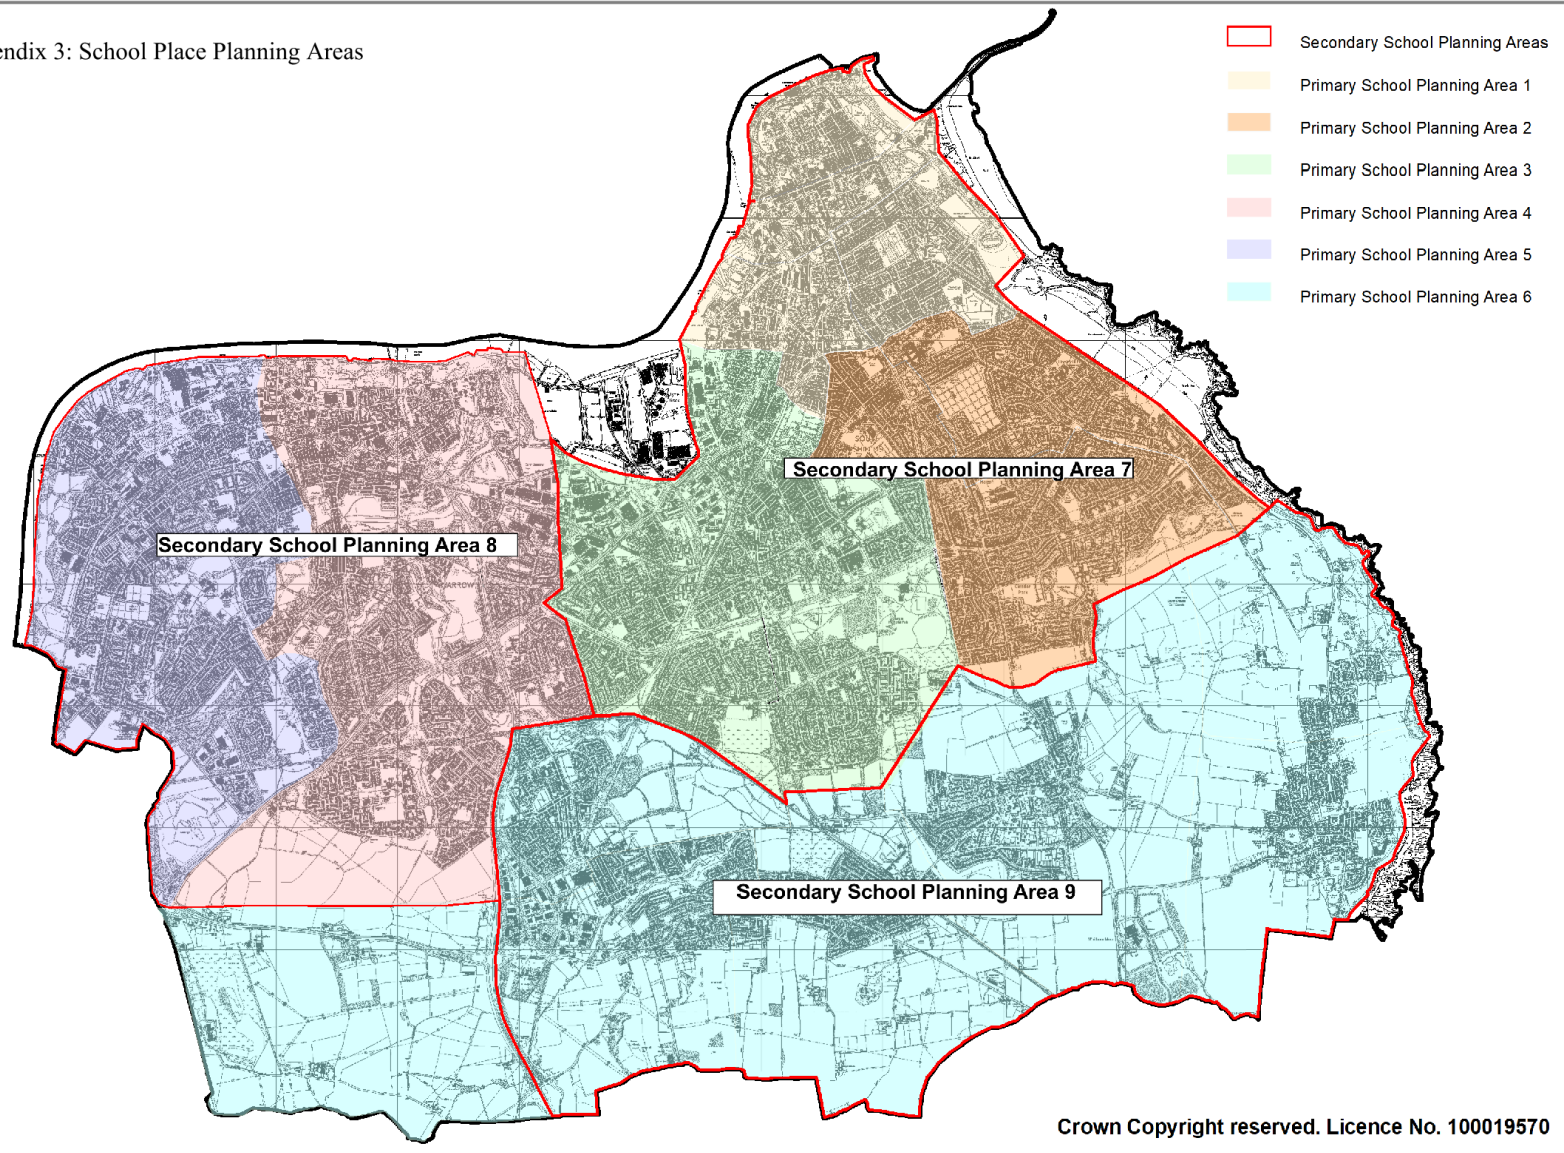 endix 3: School Place Planning Areas
Secondary School Planning Areas
Primary School Planning Area 1
Primary School Planning Area 2
Primary School Planning Area 3
Primary School Planning Area 4
Primary School Planning Area 5
Primary School Planning Area 6
Secondary School Planning Area 7
Secondary School Planning Area 8
JARROW
Secondary School Planning Area 9
Crown Copyright reserved. Licence No. 100019570